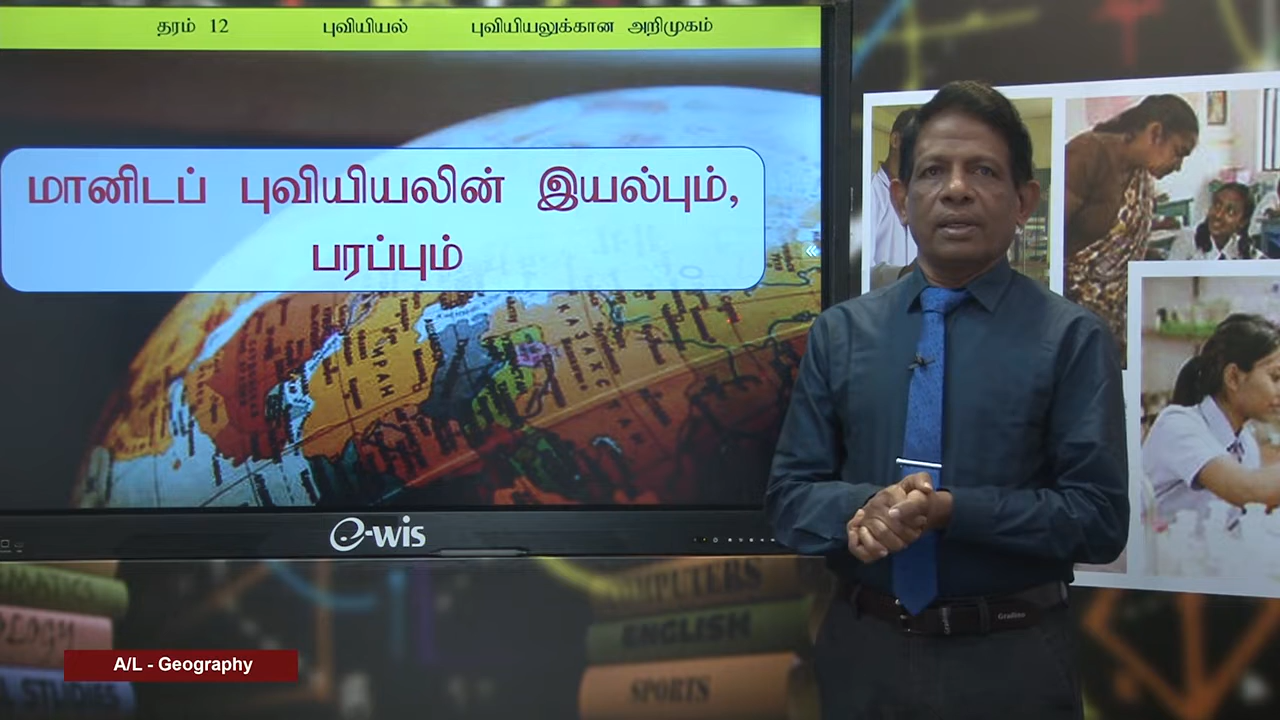 தரம் 12 புவியியல் புவியியலுக்கான அறிமுகம்
மானிடப் புவியியலின் இயல்பும்,
பரப்பும்
e-wis
COMPUTERS
ENGLISH
SPORTS
A/L - Geography